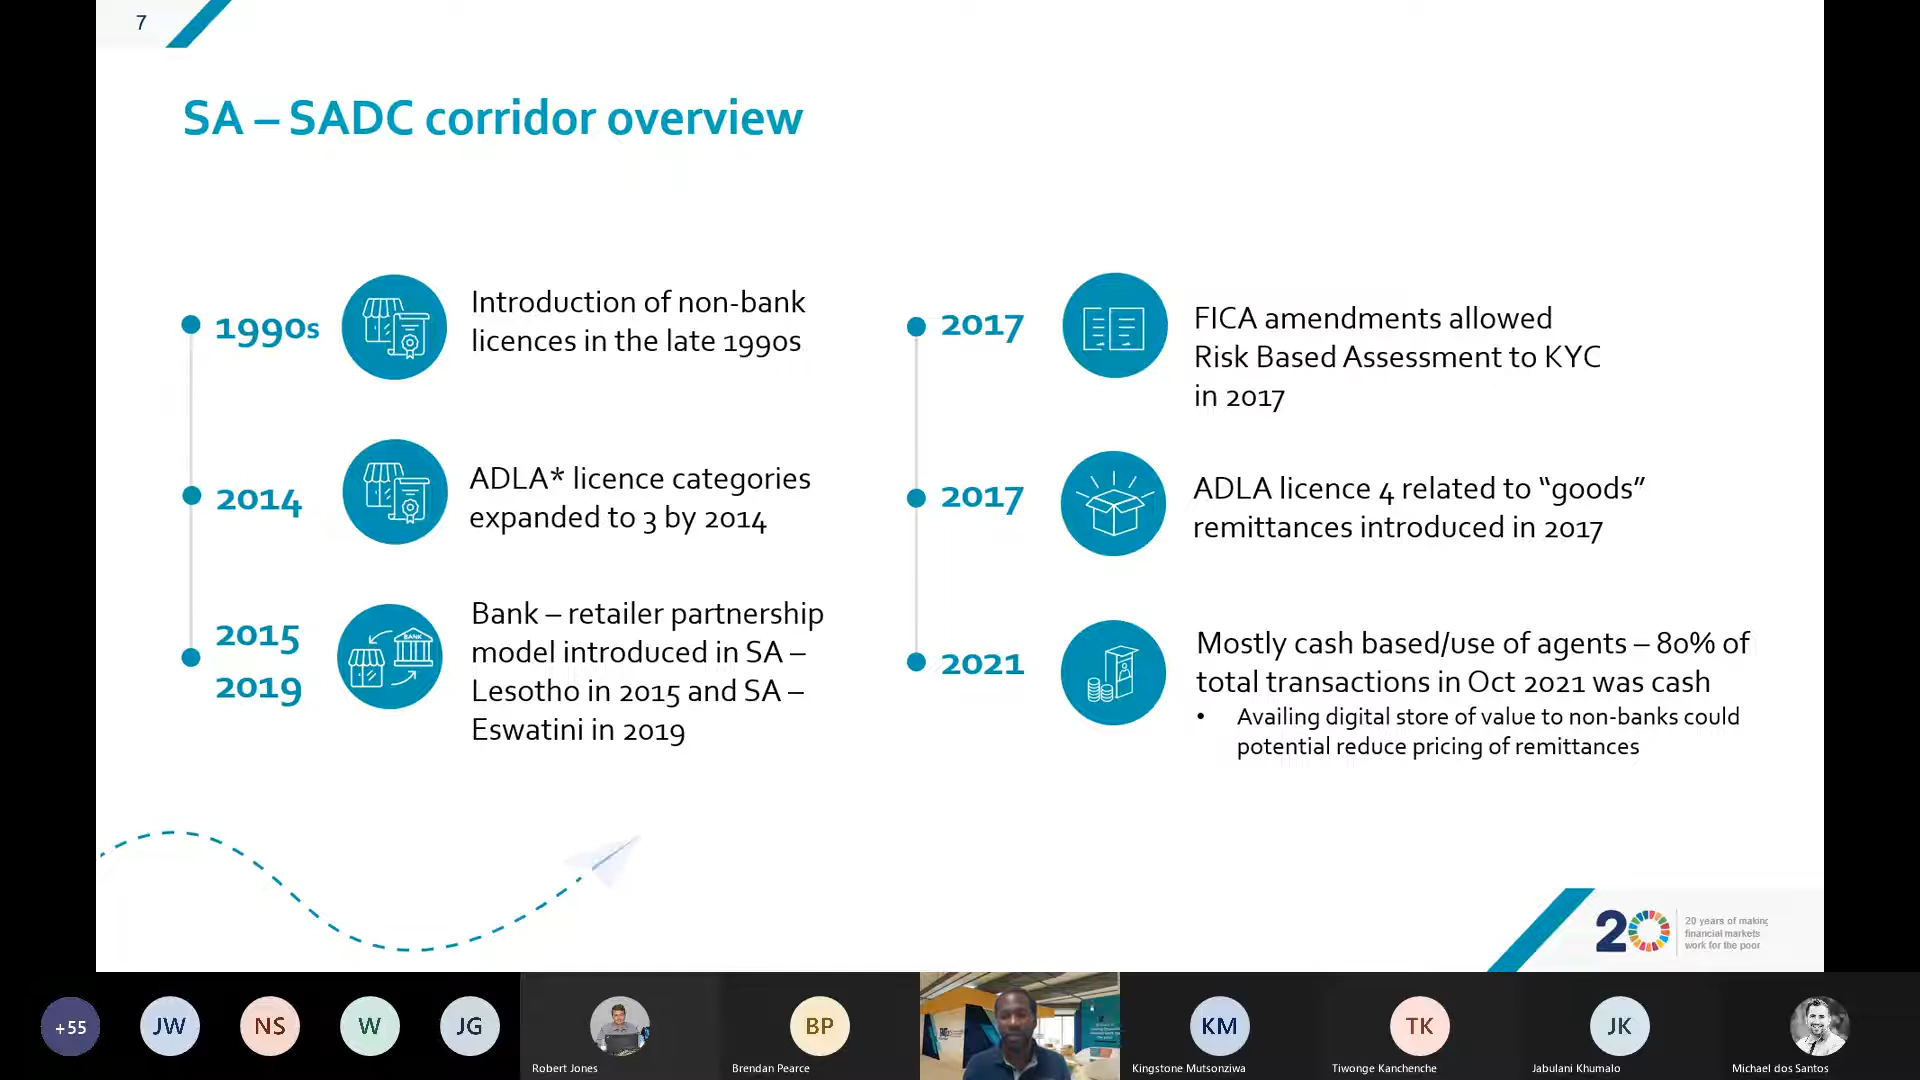 7
SA – SADC corridor overview
1990s
Introduction of non-bank
licences in the late 1990s
2014
ADLA* licence categories
expanded to 3 by 2014
2015
2019
BANK
Bank – retailer partnership
model introduced in SA –
Lesotho in 2015 and SA –
Eswatini in 2019
2017
FICA amendments allowed
Risk Based Assessment to KYC
in 2017
2017
ADLA licence 4 related to “goods”
remittances introduced in 2017
2021
Mostly cash based/use of agents – 80% of
total transactions in Oct 2021 was cash
• Availing digital store of value to non-banks could
potential reduce pricing of remittances
20
20 years of making
financial markets
work for the poor
+55
JW
NS
W
JG
Robert Jones
BP
Brendan Pearce
KM
Kingstone Mutsonziwa
TK
Tiwonge Kanchenche
JK
Jabulani Khumalo
Michael dos Santos